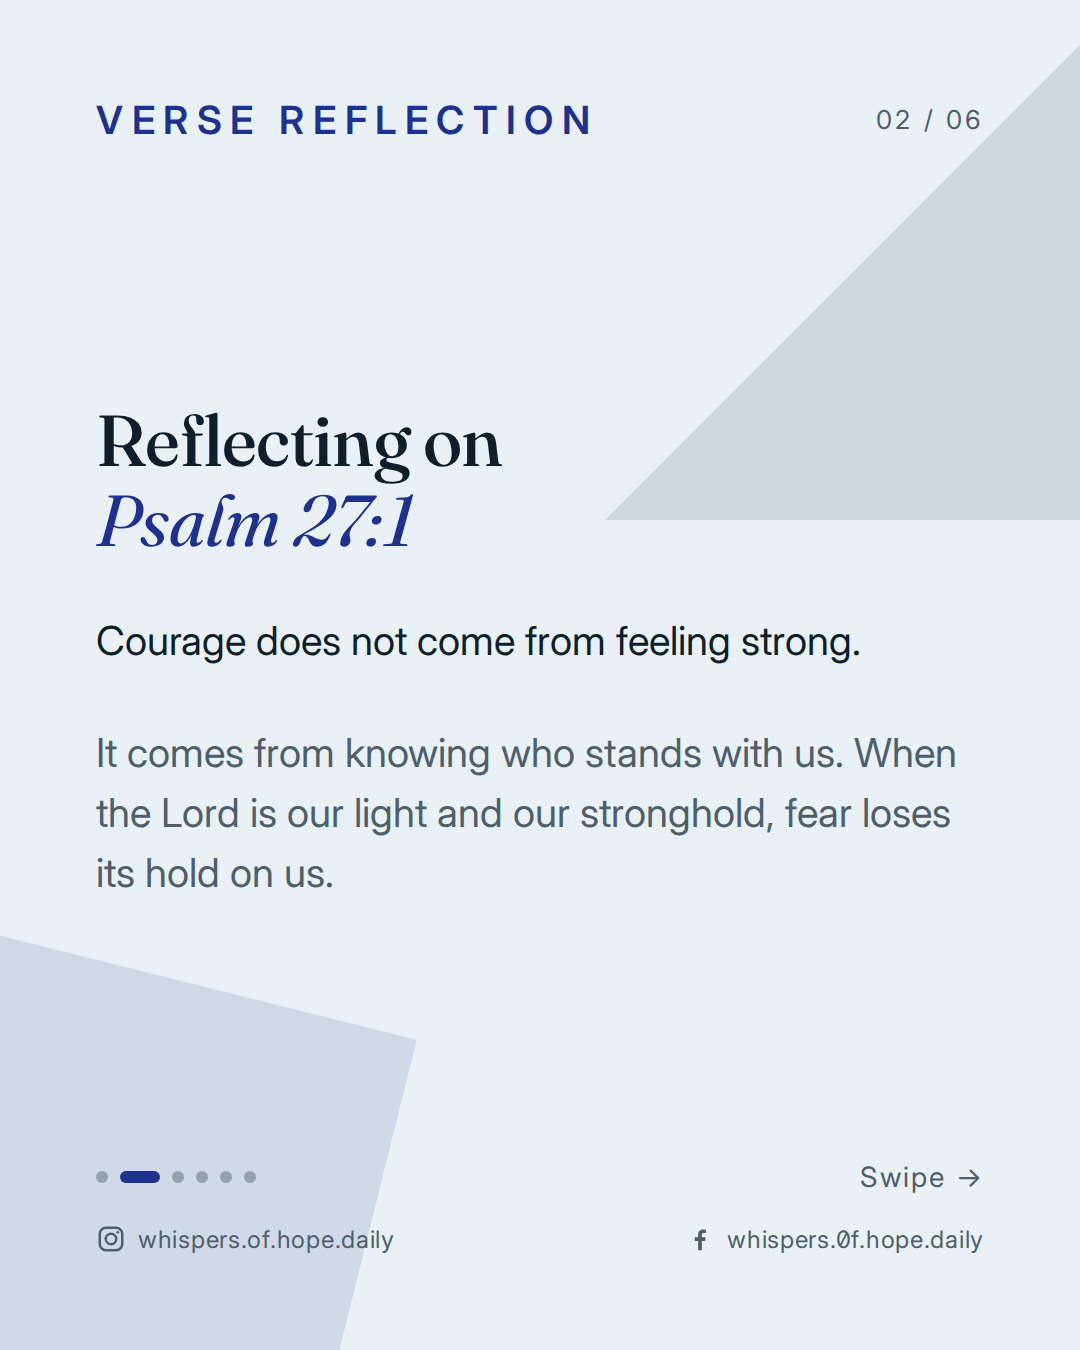 VERSE REFLECTION
02 / 06
Reflecting on
Psalm 27:1
Courage does not come from feeling strong.
It comes from knowing who stands with us. When
the Lord is our light and our stronghold, fear loses
its hold on us.
Swipe →
whispers.of.hope.daily
whispers.0f.hope.daily